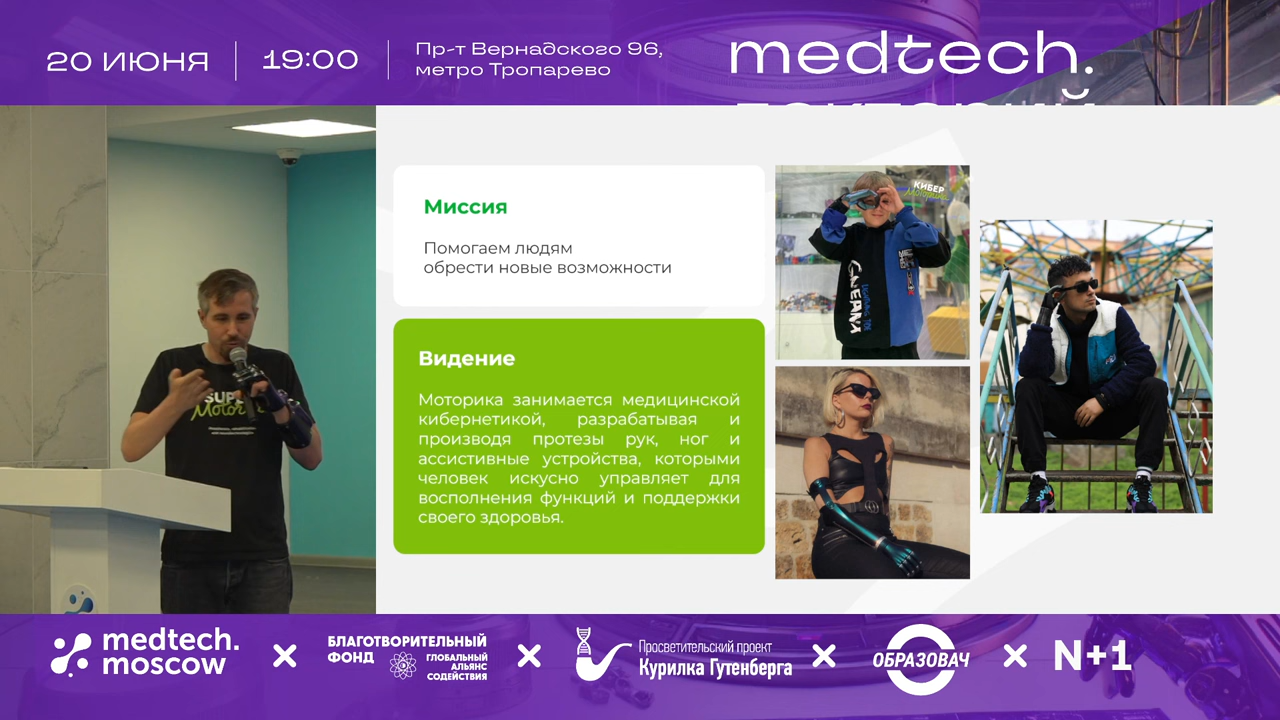 20 ИЮНЯ
19:00
Пр-т Вернадского 96,
метро Тропарево
medtech.
Миссия
Помогаем людям
обрести новые возможности
Видение
Моторика занимается медицинской
кибернетикой, разрабатывая и
производя протезы рук, ног и
ассистивные устройства, которыми
человек искусно управляет для
восполнения функций и поддержки
своего здоровья.
КИБЕР
Моторика
medtech.
moscow
БЛАГОТВОРИТЕЛЬНЫЙ
ФОНД
ГЛОБАЛЬНЫЙ
АЛЬЯНС
СОДЕЙСТВИЯ
Просветительский проект
Курилка Гутенберга
ОБРАЗОВАЧ
N+1